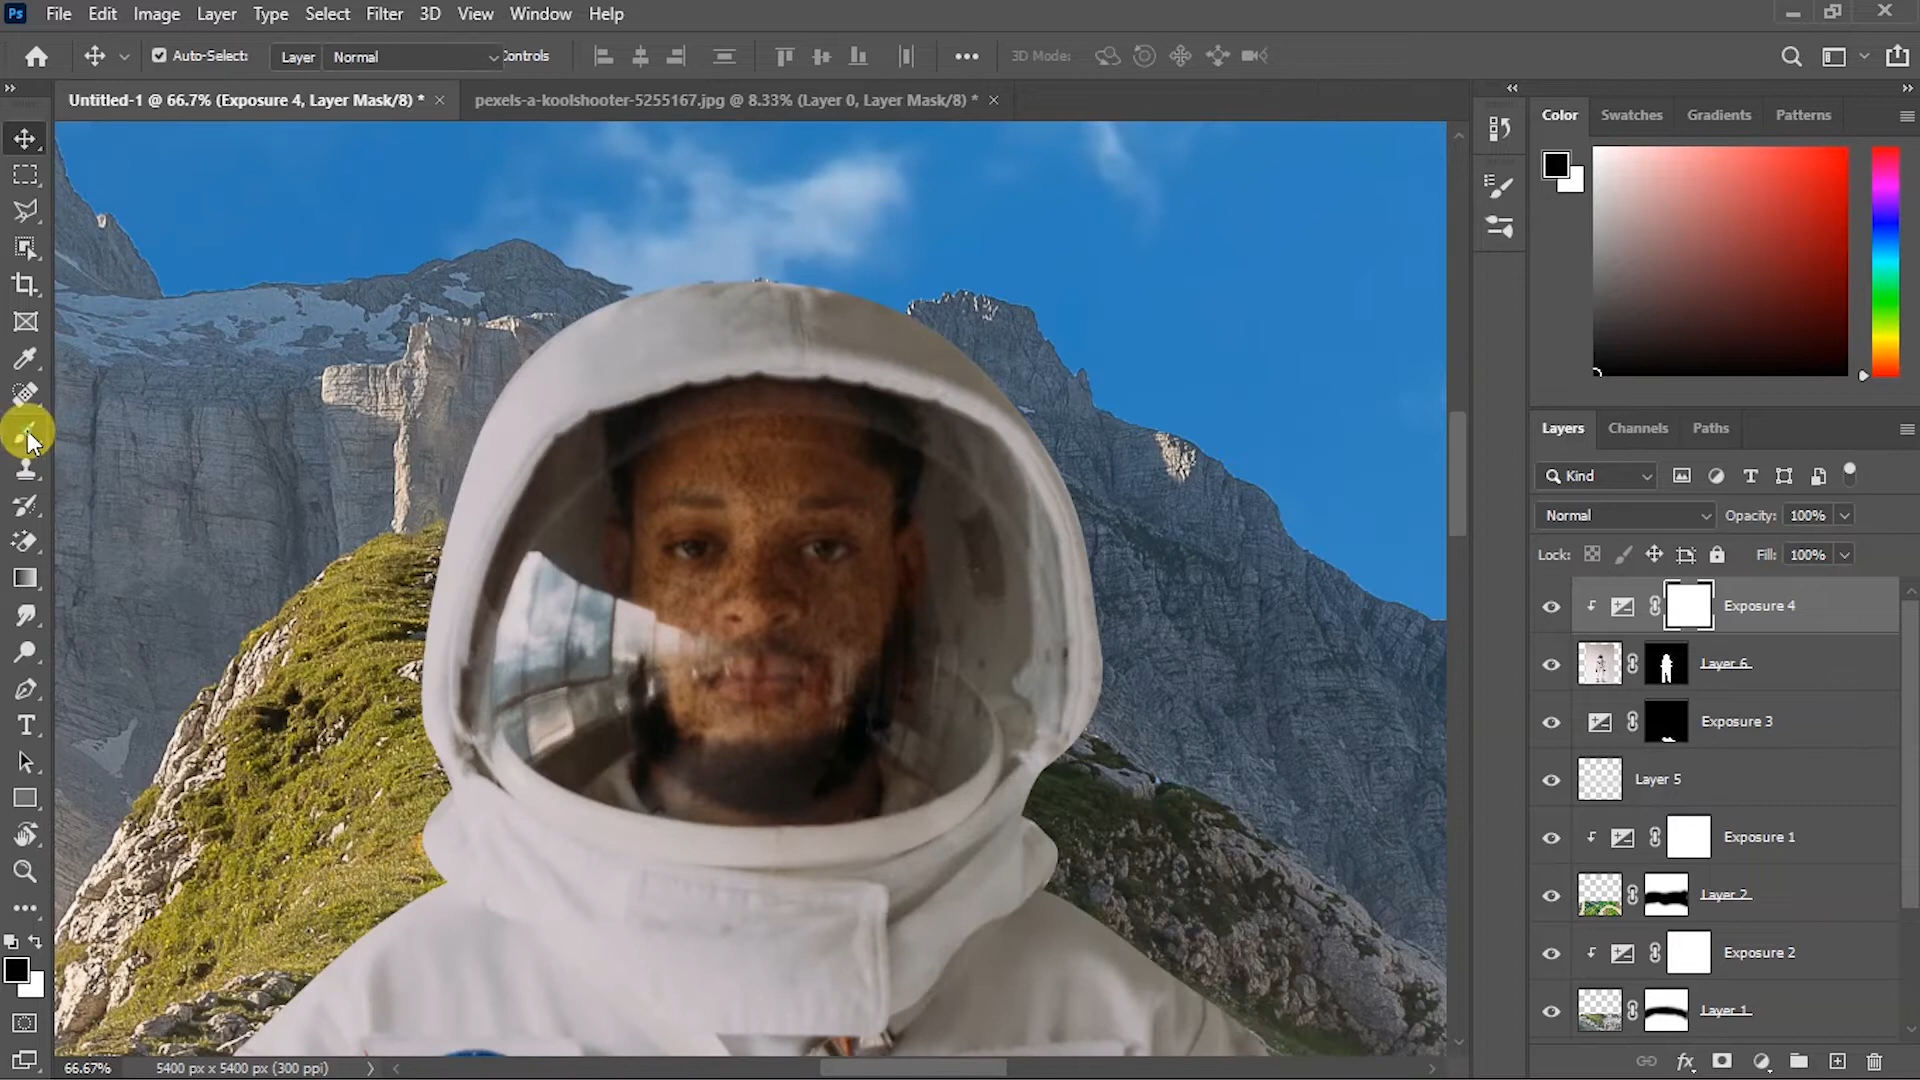 Ps File Edit Image Layer Type Select Filter 3D View Window Help
Auto-Select: Layer Normal Controls 3D Mode:
Untitled-1 @ 66.7% (Exposure 4, Layer Mask/8) * pexels-a-koolshooter-5255167.jpg @ 8.33% (Layer 0, Layer Mask/8) *
Color Swatches Gradients Patterns
Layers Channels Paths
Kind
Normal Opacity: 100%
Lock: Fill: 100%
Exposure 4
Layer 6
Exposure 3
Layer 5
Exposure 1
Layer 2
Exposure 2
Layer 1
66.67% 5400 px x 5400 px (300 ppi)